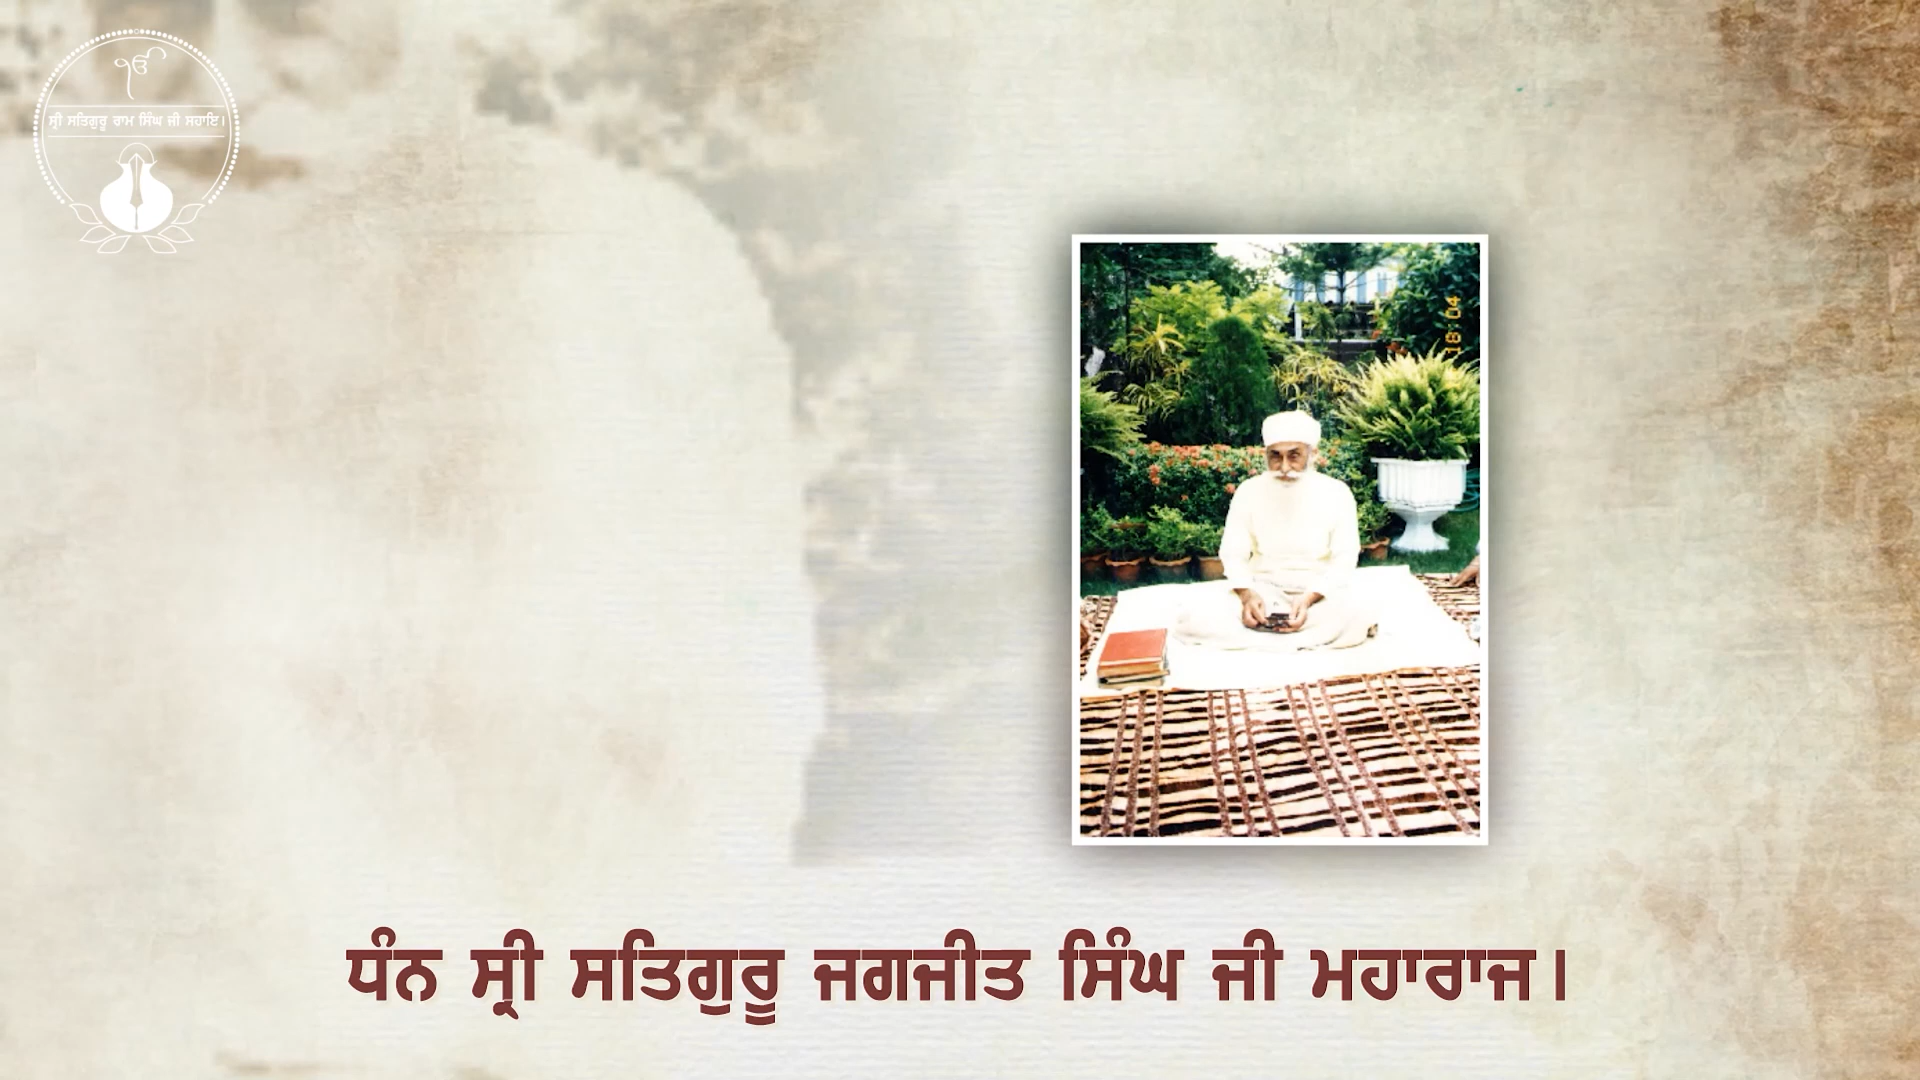 ੴ
ਸ੍ਰੀ ਸਤਿਗੁਰੂ ਰਾਮ ਸਿੰਘ ਜੀ ਸਹਾਇ।
18:04
ਧੰਨ ਸ੍ਰੀ ਸਤਿਗੁਰੂ ਜਗਜੀਤ ਸਿੰਘ ਜੀ ਮਹਾਰਾਜ।